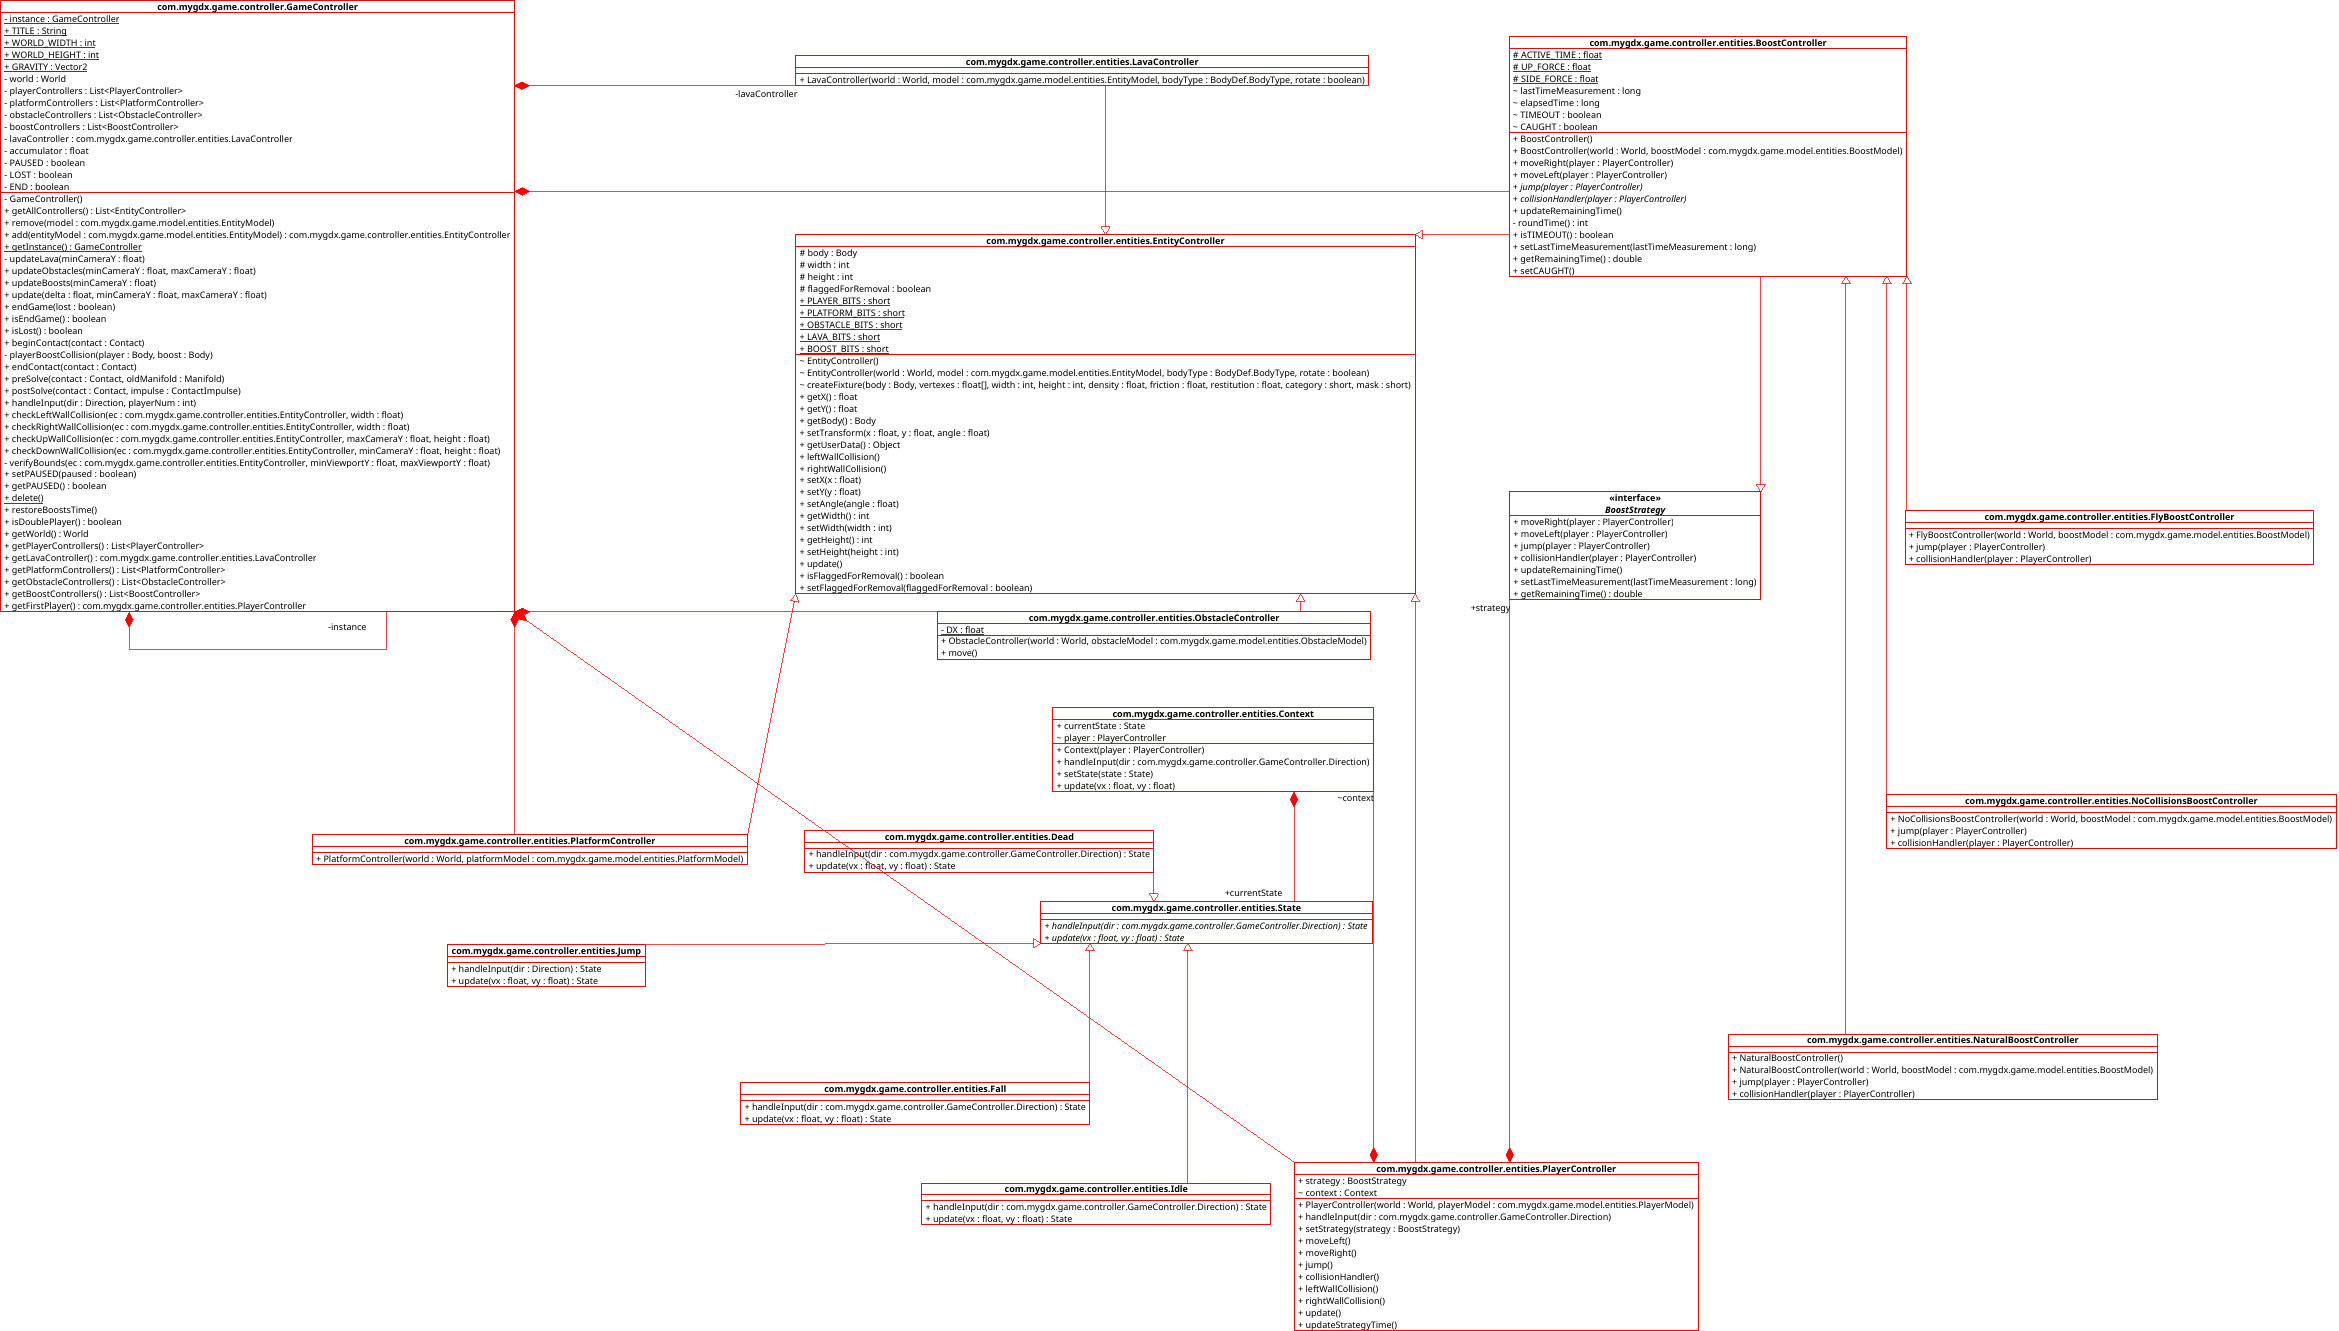 com.mygdx.game.controller.GameController
- instance : GameController
+ TITLE : String
+ WORLD_WIDTH : int
+ WORLD_HEIGHT : int
+ GRAVITY : Vector2
- world : World
- playerControllers : List<PlayerController>
- platformControllers : List<PlatformController>
- obstacleControllers : List<ObstacleController>
- boostControllers : List<BoostController>
- lavaController : com.mygdx.game.controller.entities.LavaController
- accumulator : float
- PAUSED : boolean
- LOST : boolean
- END : boolean
- GameController()
+ getAllControllers() : List<EntityController>
+ remove(model : com.mygdx.game.model.entities.EntityModel)
+ add(entityModel : com.mygdx.game.model.entities.EntityModel) : com.mygdx.game.controller.entities.EntityController
+ getInstance() : GameController
- updateLava(minCameraY : float)
+ updateObstacles(minCameraY : float, maxCameraY : float)
+ updateBoosts(minCameraY : float)
+ update(delta : float, minCameraY : float, maxCameraY : float)
+ endGame(lost : boolean)
+ isEndGame() : boolean
+ isLost() : boolean
+ beginContact(contact : Contact)
- playerBoostCollision(player : Body, boost : Body)
+ endContact(contact : Contact)
+ preSolve(contact : Contact, oldManifold : Manifold)
+ postSolve(contact : Contact, impulse : ContactImpulse)
+ handleInput(dir : Direction, playerNum : int)
+ checkLeftWallCollision(ec : com.mygdx.game.controller.entities.EntityController, width : float)
+ checkRightWallCollision(ec : com.mygdx.game.controller.entities.EntityController, width : float)
+ checkUpWallCollision(ec : com.mygdx.game.controller.entities.EntityController, maxCameraY : float, height : float)
+ checkDownWallCollision(ec : com.mygdx.game.controller.entities.EntityController, minCameraY : float, height : float)
- verifyBounds(ec : com.mygdx.game.controller.entities.EntityController, minViewportY : float, maxViewportY : float)
+ setPAUSED(paused : boolean)
+ getPAUSED() : boolean
+ delete()
+ restoreBoostsTime()
+ isDoublePlayer() : boolean
+ getWorld() : World
+ getPlayerControllers() : List<PlayerController>
+ getLavaController() : com.mygdx.game.controller.entities.LavaController
+ getPlatformControllers() : List<PlatformController>
+ getObstacleControllers() : List<ObstacleController>
+ getBoostControllers() : List<BoostController>
+ getFirstPlayer() : com.mygdx.game.controller.entities.PlayerController
-instance
com.mygdx.game.controller.entities.LavaController
+ LavaController(world : World, model : com.mygdx.game.model.entities.EntityModel, bodyType : BodyDef.BodyType, rotate : boolean)
-lavaController
com.mygdx.game.controller.entities.BoostController
# ACTIVE_TIME : float
# UP_FORCE : float
# SIDE_FORCE : float
~ lastTimeMeasurement : long
~ elapsedTime : long
~ TIMEOUT : boolean
~ CAUGHT : boolean
+ BoostController()
+ BoostController(world : World, boostModel : com.mygdx.game.model.entities.BoostModel)
+ moveRight(player : PlayerController)
+ moveLeft(player : PlayerController)
+ jump(player : PlayerController)
+ collisionHandler(player : PlayerController)
+ updateRemainingTime()
- roundTime() : int
+ isTIMEOUT() : boolean
+ setLastTimeMeasurement(lastTimeMeasurement : long)
+ getRemainingTime() : double
+ setCAUGHT()
com.mygdx.game.controller.entities.EntityController
# body : Body
# width : int
# height : int
# flaggedForRemoval : boolean
+ PLAYER_BITS : short
+ PLATFORM_BITS : short
+ OBSTACLE_BITS : short
+ LAVA_BITS : short
+ BOOST_BITS : short
~ EntityController()
~ EntityController(world : World, model : com.mygdx.game.model.entities.EntityModel, bodyType : BodyDef.BodyType, rotate : boolean)
~ createFixture(body : Body, vertexes : float[], width : int, height : int, density : float, friction : float, restitution : float, category : short, mask : short)
+ getX() : float
+ getY() : float
+ getBody() : Body
+ setTransform(x : float, y : float, angle : float)
+ getUserData() : Object
+ leftWallCollision()
+ rightWallCollision()
+ setX(x : float)
+ setY(y : float)
+ setAngle(angle : float)
+ getWidth() : int
+ setWidth(width : int)
+ getHeight() : int
+ setHeight(height : int)
+ update()
+ isFlaggedForRemoval() : boolean
+ setFlaggedForRemoval(flaggedForRemoval : boolean)
«interface»
BoostStrategy
+ moveRight(player : PlayerController)
+ moveLeft(player : PlayerController)
+ jump(player : PlayerController)
+ collisionHandler(player : PlayerController)
+ updateRemainingTime()
+ setLastTimeMeasurement(lastTimeMeasurement : long)
+ getRemainingTime() : double
+strategy
com.mygdx.game.controller.entities.FlyBoostController
+ FlyBoostController(world : World, boostModel : com.mygdx.game.model.entities.BoostModel)
+ jump(player : PlayerController)
+ collisionHandler(player : PlayerController)
com.mygdx.game.controller.entities.ObstacleController
- DX : float
+ ObstacleController(world : World, obstacleModel : com.mygdx.game.model.entities.ObstacleModel)
+ move()
com.mygdx.game.controller.entities.Context
+ currentState : State
~ player : PlayerController
+ Context(player : PlayerController)
+ handleInput(dir : com.mygdx.game.controller.GameController.Direction)
+ setState(state : State)
+ update(vx : float, vy : float)
~context
com.mygdx.game.controller.entities.NoCollisionsBoostController
+ NoCollisionsBoostController(world : World, boostModel : com.mygdx.game.model.entities.BoostModel)
+ jump(player : PlayerController)
+ collisionHandler(player : PlayerController)
com.mygdx.game.controller.entities.PlatformController
+ PlatformController(world : World, platformModel : com.mygdx.game.model.entities.PlatformModel)
com.mygdx.game.controller.entities.Dead
+ handleInput(dir : com.mygdx.game.controller.GameController.Direction) : State
+ update(vx : float, vy : float) : State
+currentState
com.mygdx.game.controller.entities.State
+ handleInput(dir : com.mygdx.game.controller.GameController.Direction) : State
+ update(vx : float, vy : float) : State
com.mygdx.game.controller.entities.Jump
+ handleInput(dir : Direction) : State
+ update(vx : float, vy : float) : State
com.mygdx.game.controller.entities.NaturalBoostController
+ NaturalBoostController()
+ NaturalBoostController(world : World, boostModel : com.mygdx.game.model.entities.BoostModel)
+ jump(player : PlayerController)
+ collisionHandler(player : PlayerController)
com.mygdx.game.controller.entities.Fall
+ handleInput(dir : com.mygdx.game.controller.GameController.Direction) : State
+ update(vx : float, vy : float) : State
com.mygdx.game.controller.entities.Idle
+ handleInput(dir : com.mygdx.game.controller.GameController.Direction) : State
+ update(vx : float, vy : float) : State
com.mygdx.game.controller.entities.PlayerController
+ strategy : BoostStrategy
~ context : Context
+ PlayerController(world : World, playerModel : com.mygdx.game.model.entities.PlayerModel)
+ handleInput(dir : com.mygdx.game.controller.GameController.Direction)
+ setStrategy(strategy : BoostStrategy)
+ moveLeft()
+ moveRight()
+ jump()
+ collisionHandler()
+ leftWallCollision()
+ rightWallCollision()
+ update()
+ updateStrategyTime()